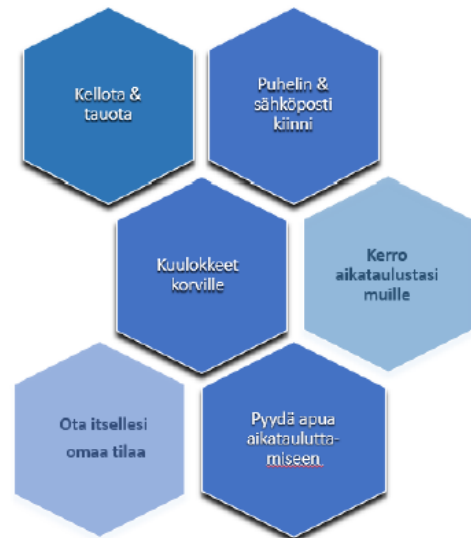 Kellota &
tauota
Puhelin &
sähköposti
kiinni
Kuulokkeet
korville
Kerro
aikataulustasi
muille
Ota itsellesi
omaa tilaa
Pyydä apua
aikataulutta-
miseen